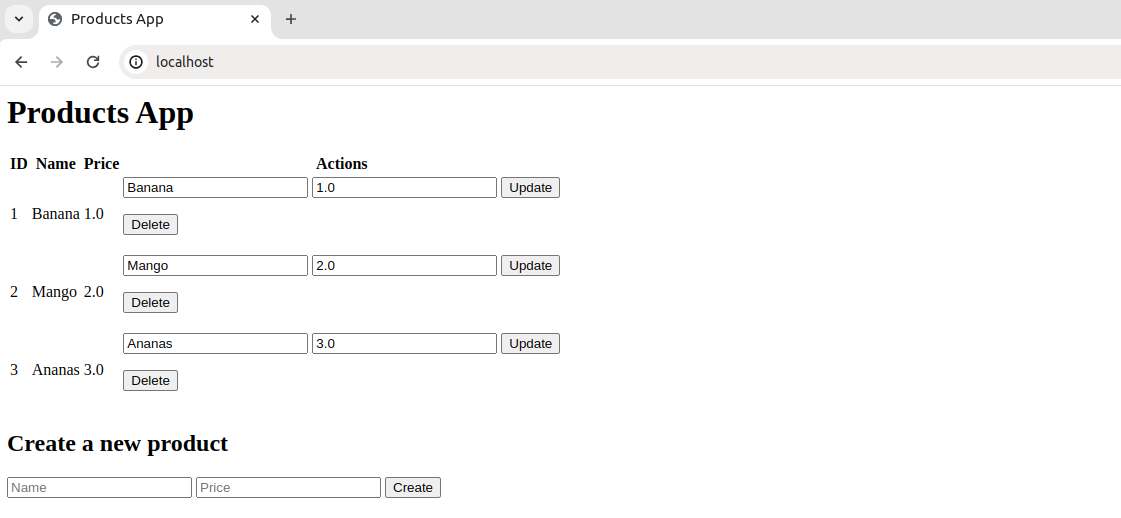 Products App
localhost
Products App
ID Name Price Actions
Banana 1.0 Update
1 Banana 1.0
Delete
Mango 2.0 Update
2 Mango 2.0
Delete
Ananas 3.0 Update
3 Ananas 3.0
Delete
Create a new product
Name Price Create